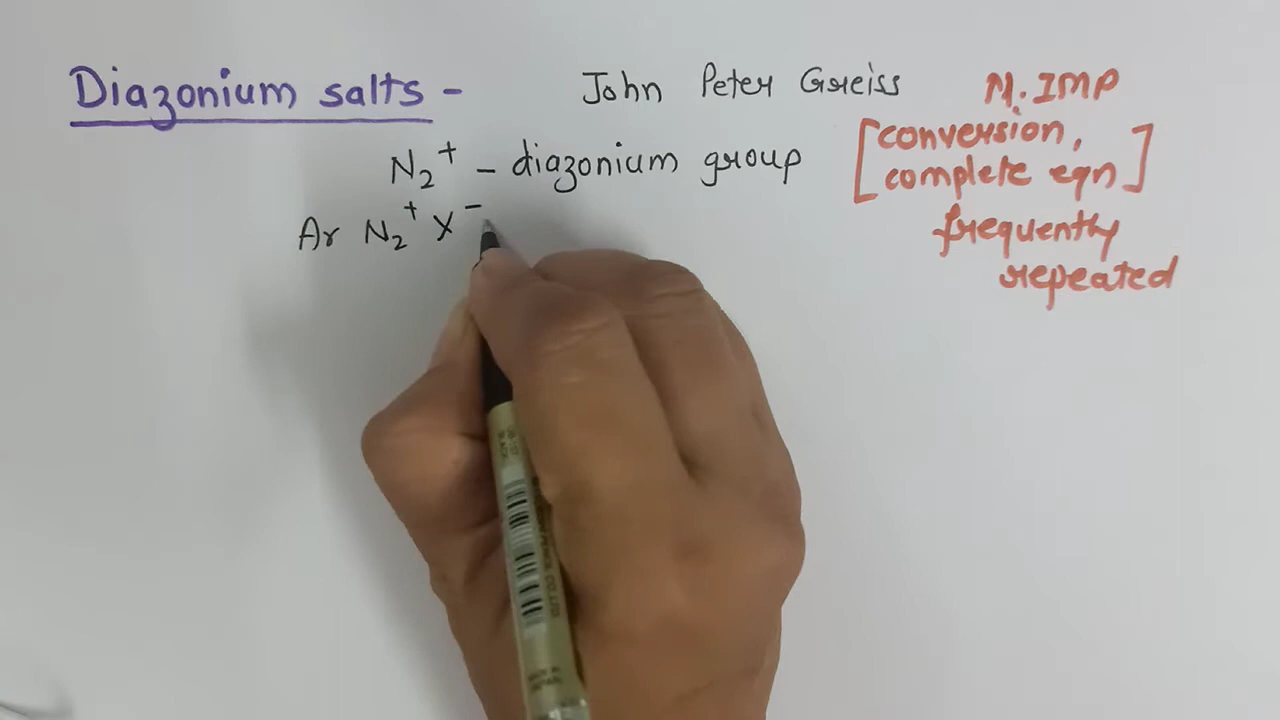 Diazonium salts -
John Peter Greiss
M. IMP
[conversion, complete eqn]
frequently
repeated
N₂⁺ - diazonium group
Ar N₂⁺ X⁻